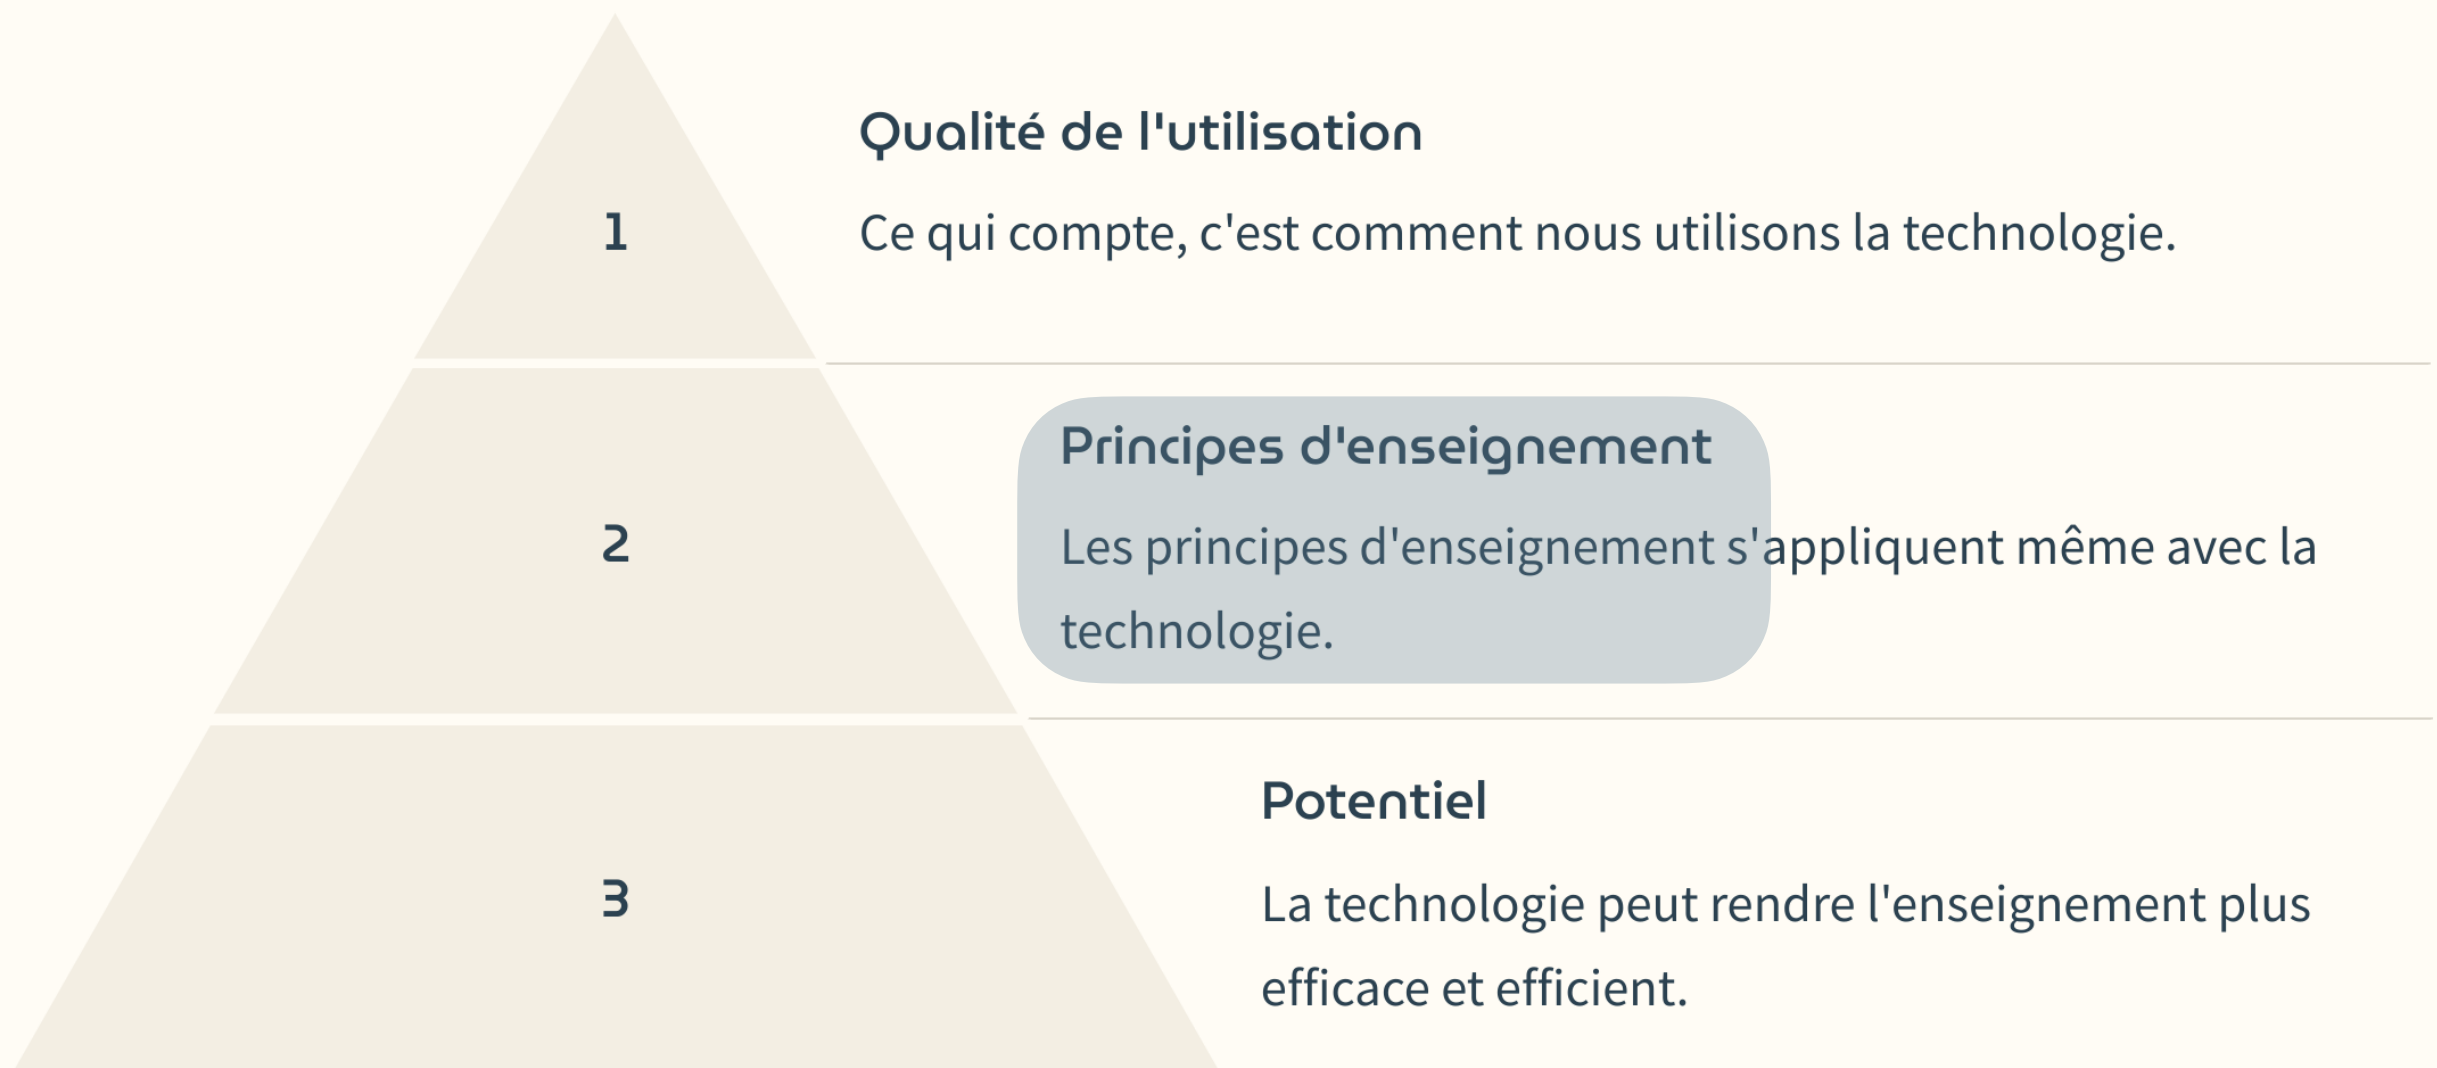 Qualité de l'utilisation
1
Ce qui compte, c'est comment nous utilisons la technologie.
Principes d'enseignement
2
Les principes d'enseignement s'appliquent même avec la
technologie.
Potentiel
3
La technologie peut rendre l'enseignement plus
efficace et efficient.